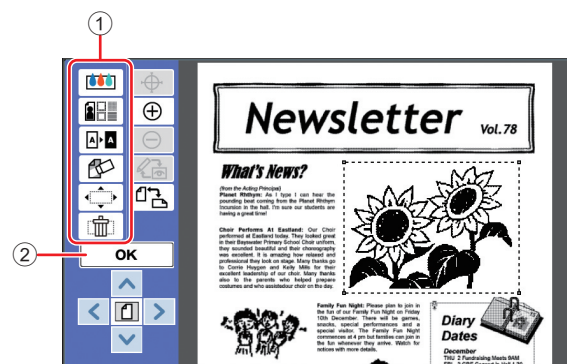 1
A A
2
OK
Newsletter
Vol.78
What's News?
(from the Acting Principal)
Planet Rhthym: As I type I can hear the
pounding beat coming from the Planet Rhthym
Incursion in the hall. I'm sure our students are
having a great time!
Choir Performs At Eastland: Our Choir
performed at Eastland today. They looked great
in their Bayswater Primary School Choir uniform,
they sounded beautiful and their choreography
was excellent. It is amazing how relaxed and
professional they look on stage. Many thanks go
to Corrie Huygen and Kelly Mills for their
excellent leadership of our choir. Many thanks
also to the parents who helped prepare
costumes and who assistadour choir on the day.
Family Fun Night: Please plan to join in
the fun of our Family Fun Night on Friday
10th December. There will be games,
snacks, special performances and a
special visitor. The Family Fun Night
commences at 4 pm but families can join in
the fun whenever they arrive. Watch for
notices with more details.
Diary
Dates
December
THU 2 Fundraising Meets 9AM